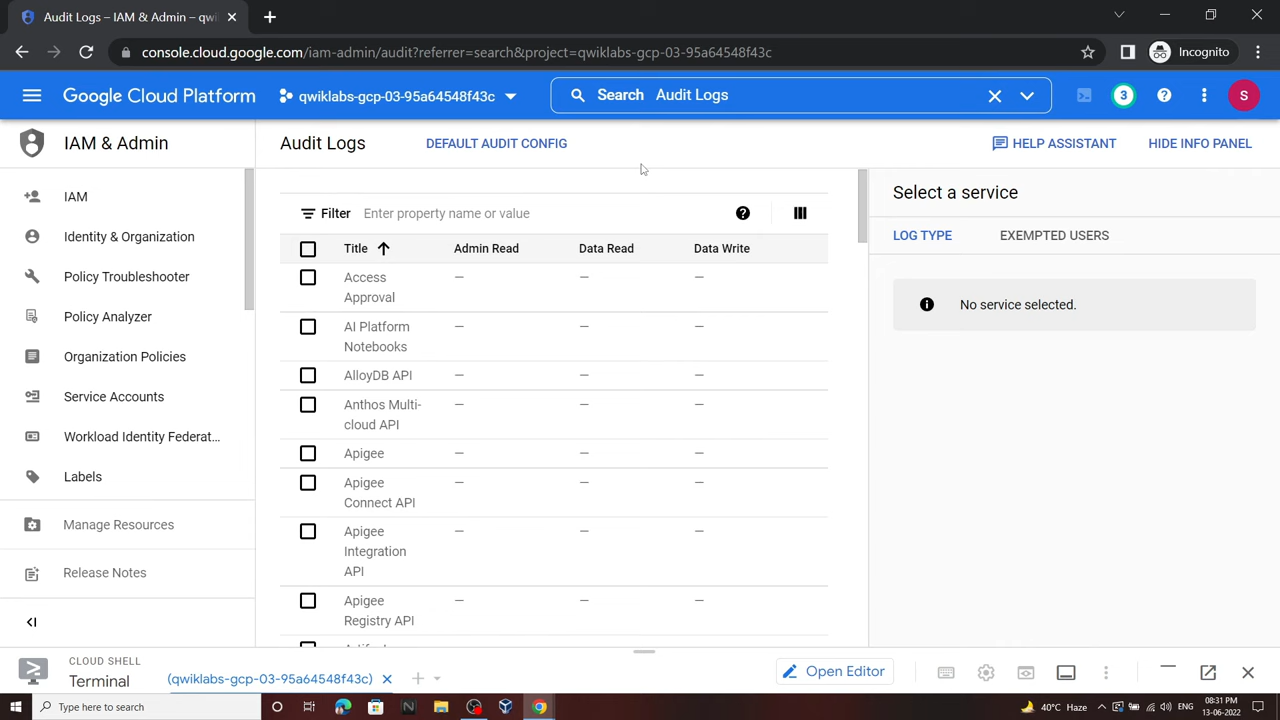 Audit Logs – IAM & Admin – qwi
console.cloud.google.com/iam-admin/audit?referrer=search&project=qwiklabs-gcp-03-95a64548f43c
Incognito
Google Cloud Platform
qwiklabs-gcp-03-95a64548f43c
Search Audit Logs
3
S
IAM & Admin
Audit Logs
DEFAULT AUDIT CONFIG
HELP ASSISTANT
HIDE INFO PANEL
IAM
Identity & Organization
Policy Troubleshooter
Policy Analyzer
Organization Policies
Service Accounts
Workload Identity Federat...
Labels
Manage Resources
Release Notes
Filter Enter property name or value
Title Admin Read Data Read Data Write
Access
Approval – – –
AI Platform
Notebooks – – –
AlloyDB API – – –
Anthos Multi-
cloud API – – –
Apigee – – –
Apigee
Connect API – – –
Apigee
Integration
API – – –
Apigee
Registry API – – –
Select a service
LOG TYPE
EXEMPTED USERS
No service selected.
CLOUD SHELL
Terminal
(qwiklabs-gcp-03-95a64548f43c)
Open Editor
Type here to search
40°C Haze
ENG
08:31 PM
13-06-2022